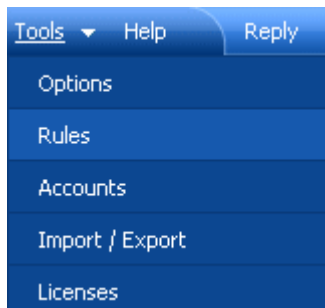 Tools Help Reply
Options
Rules
Accounts
Import / Export
Licenses